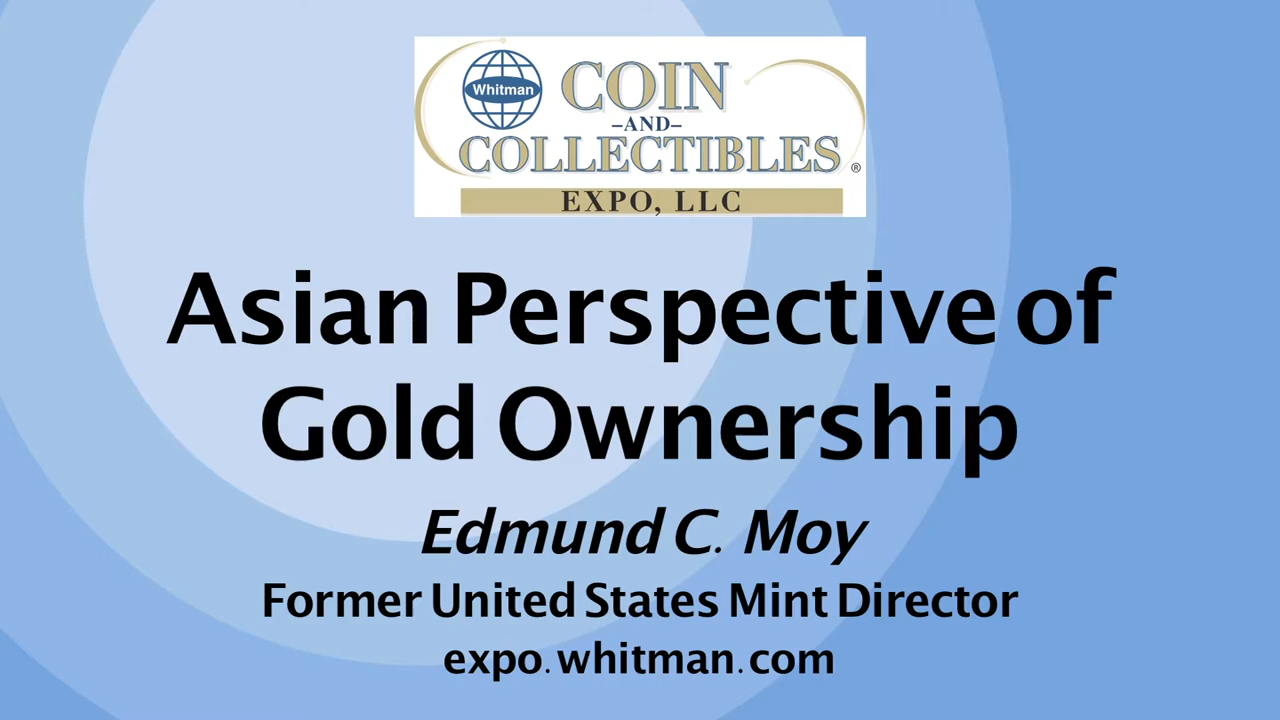 Whitman
COIN
–AND–
COLLECTIBLES®
EXPO, LLC
Asian Perspective of
Gold Ownership
Edmund C. Moy
Former United States Mint Director
expo.whitman.com